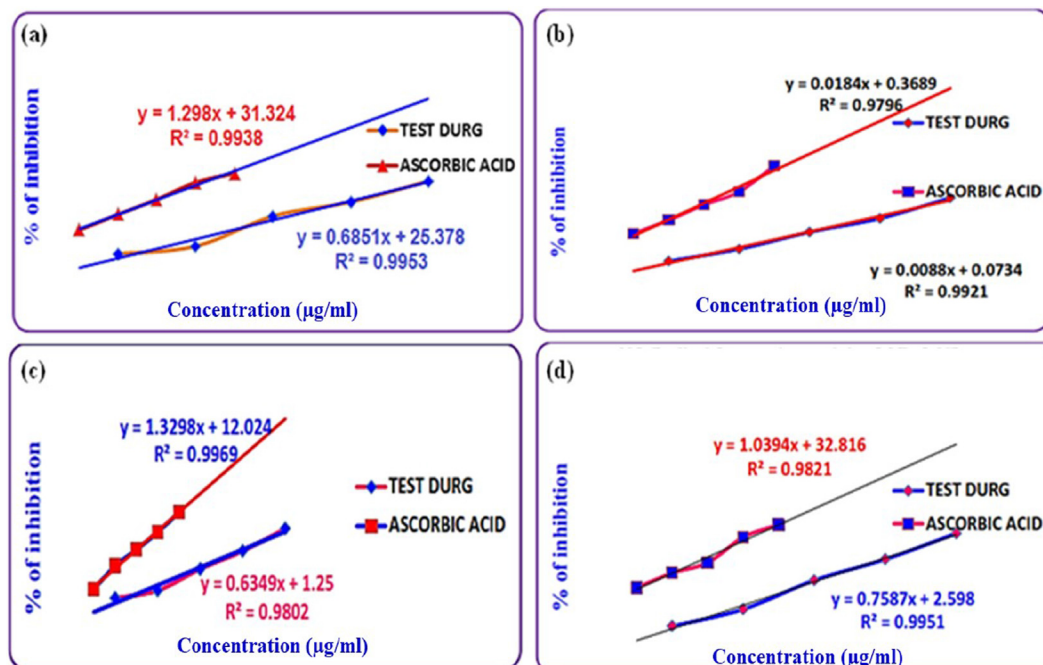 (a)
% of inhibition
y = 1.298x + 31.324
R² = 0.9938
TEST DURG
ASCORBIC ACID
y = 0.6851x + 25.378
R² = 0.9953
Concentration (µg/ml)
(b)
% of inhibition
y = 0.0184x + 0.3689
R² = 0.9796
TEST DURG
ASCORBIC ACID
y = 0.0088x + 0.0734
R² = 0.9921
Concentration (µg/ml)
(c)
% of inhibition
y = 1.3298x + 12.024
R² = 0.9969
TEST DURG
ASCORBIC ACID
y = 0.6349x + 1.25
R² = 0.9802
Concentration (µg/ml)
(d)
% of inhibition
y = 1.0394x + 32.816
R² = 0.9821
TEST DURG
ASCORBIC ACID
y = 0.7587x + 2.598
R² = 0.9951
Concentration (µg/ml)